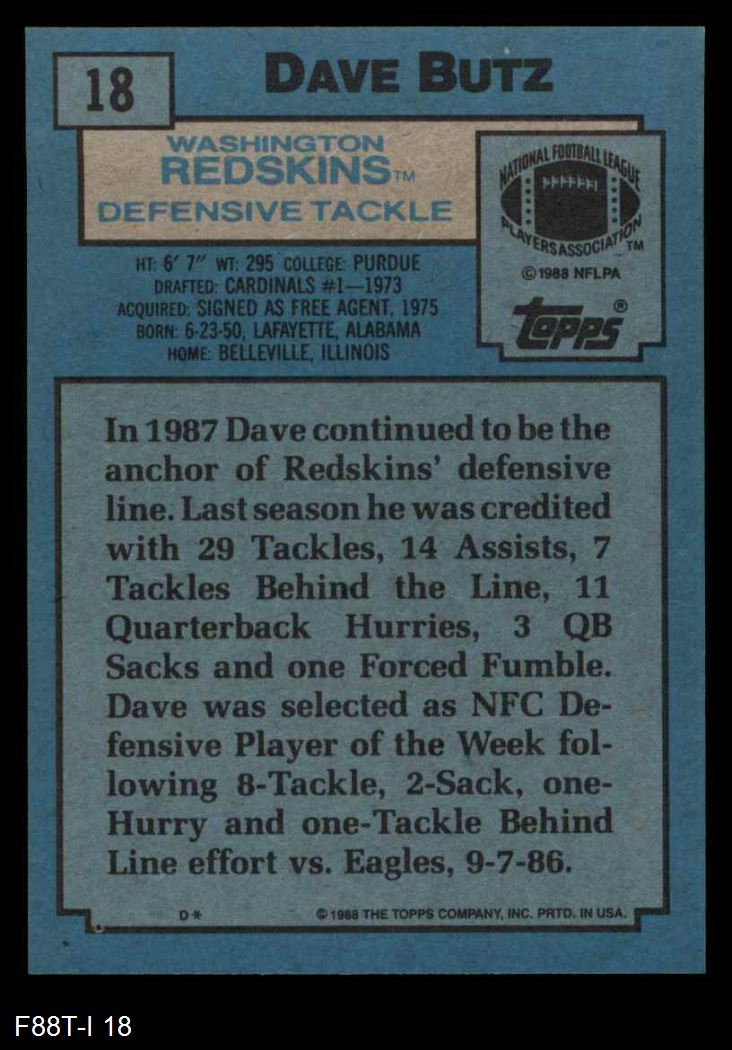 18
DAVE BUTZ
WASHINGTON
REDSKINS™
DEFENSIVE TACKLE
NATIONAL FOOTBALL LEAGUE
PLAYERS ASSOCIATION™
©1988 NFLPA
TOPPS®
HT: 6' 7" WT: 295 COLLEGE: PURDUE
DRAFTED: CARDINALS #1—1973
ACQUIRED: SIGNED AS FREE AGENT, 1975
BORN: 6-23-50, LAFAYETTE, ALABAMA
HOME: BELLEVILLE, ILLINOIS
In 1987 Dave continued to be the
anchor of Redskins' defensive
line. Last season he was credited
with 29 Tackles, 14 Assists, 7
Tackles Behind the Line, 11
Quarterback Hurries, 3 QB
Sacks and one Forced Fumble.
Dave was selected as NFC De-
fensive Player of the Week fol-
lowing 8-Tackle, 2-Sack, one-
Hurry and one-Tackle Behind
Line effort vs. Eagles, 9-7-86.
D*
©1988 THE TOPPS COMPANY, INC. PRTD. IN USA.
F88T-I 18